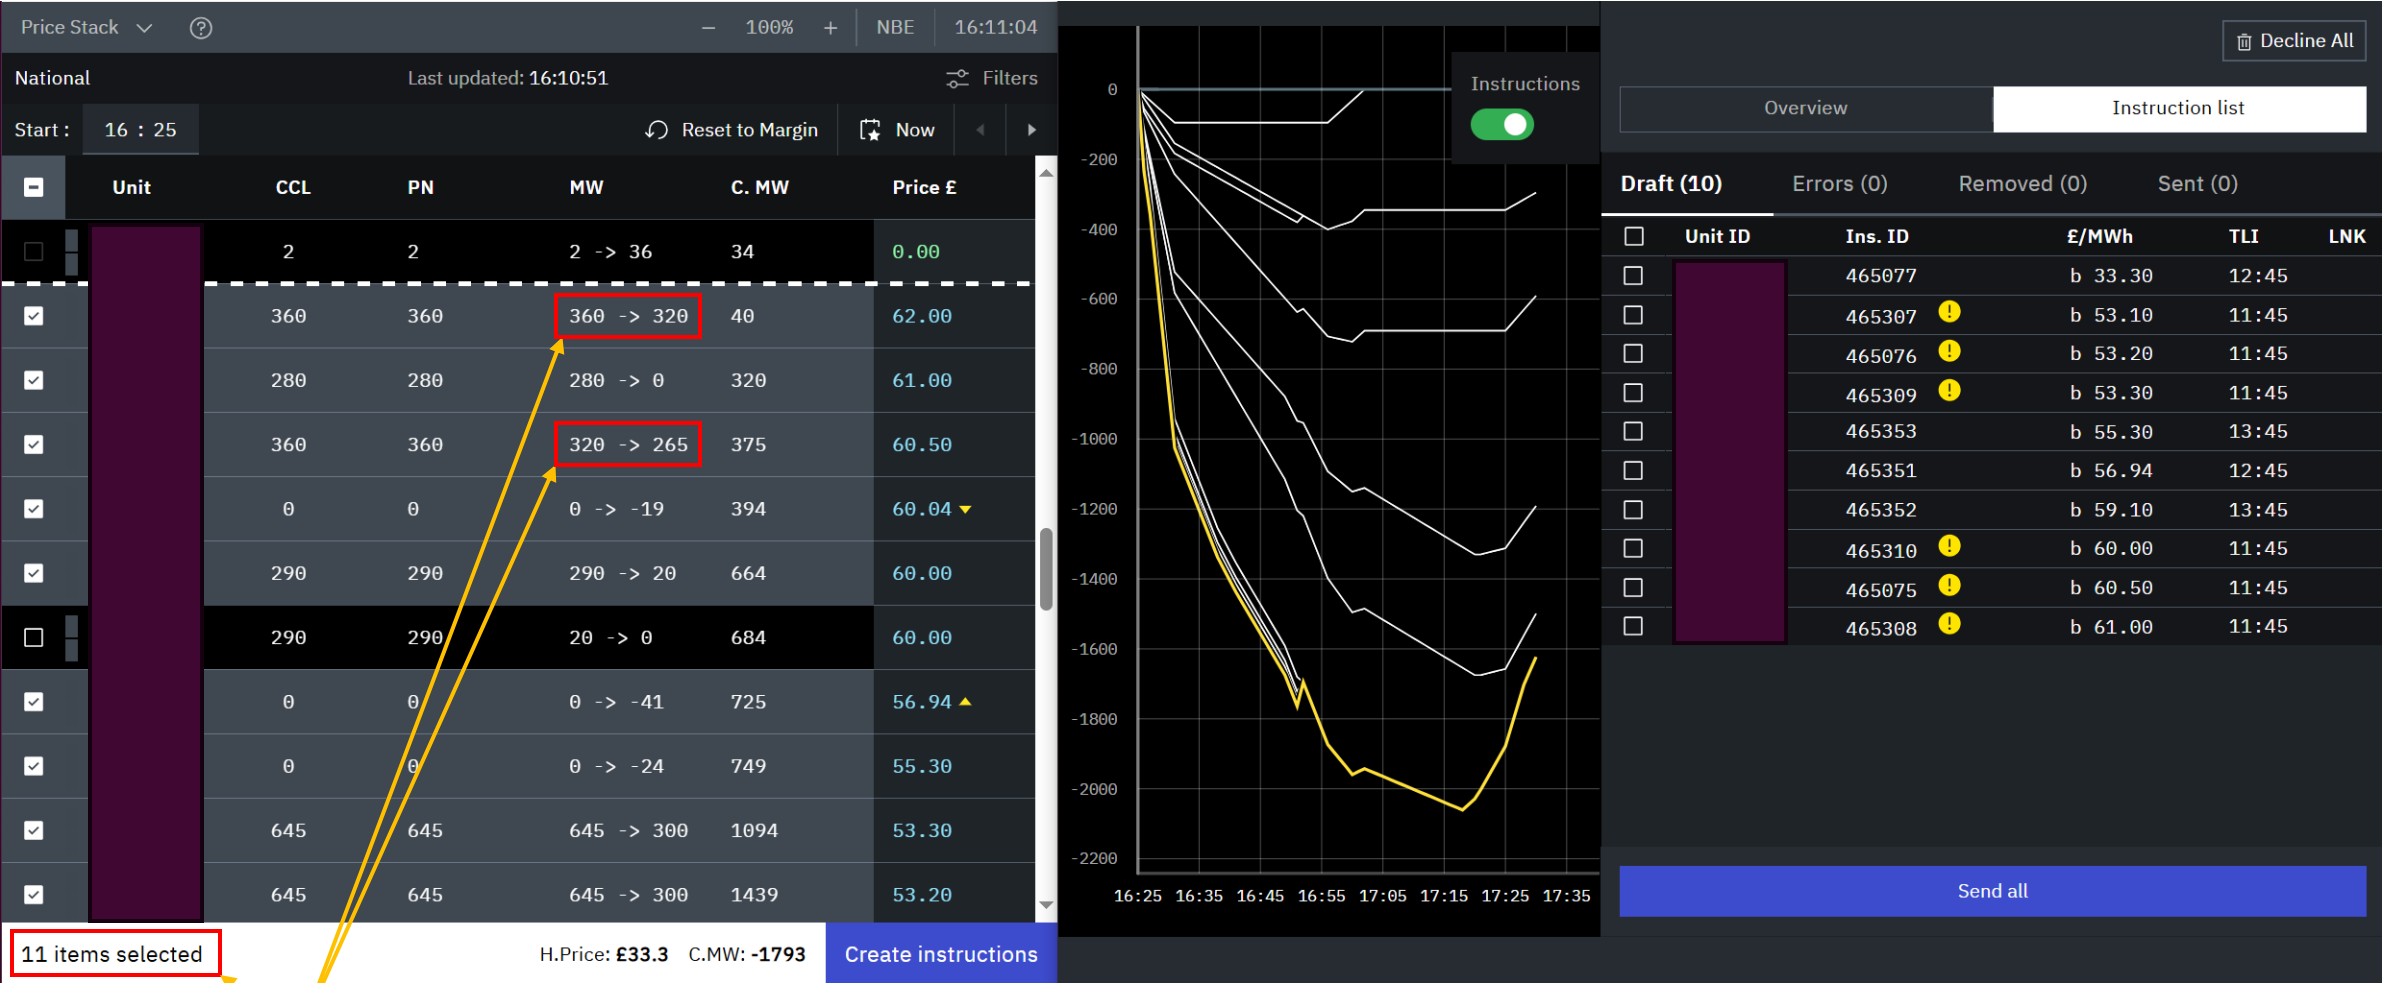 Price Stack
− 100% + NBE 16:11:04
National
Last updated: 16:10:51
Filters
Start : 16 : 25
Reset to Margin
Now
Unit CCL PN MW C. MW Price £
2 2 2 -> 36 34 0.00
360 360 360 -> 320 40 62.00
280 280 280 -> 0 320 61.00
360 360 320 -> 265 375 60.50
0 0 0 -> -19 394 60.04
290 290 290 -> 20 664 60.00
290 290 20 -> 0 684 60.00
0 0 0 -> -41 725 56.94
0 0 0 -> -24 749 55.30
645 645 645 -> 300 1094 53.30
645 645 645 -> 300 1439 53.20
11 items selected
H.Price: £33.3 C.MW: -1793
Create instructions
Instructions
0
-200
-400
-600
-800
-1000
-1200
-1400
-1600
-1800
-2000
-2200
16:25 16:35 16:45 16:55 17:05 17:15 17:25 17:35
Decline All
Overview
Instruction list
Draft (10) Errors (0) Removed (0) Sent (0)
Unit ID Ins. ID £/MWh TLI LNK
465077 b 33.30 12:45
465307 ! b 53.10 11:45
465076 ! b 53.20 11:45
465309 ! b 53.30 11:45
465353 b 55.30 13:45
465351 b 56.94 12:45
465352 b 59.10 13:45
465310 ! b 60.00 11:45
465075 ! b 60.50 11:45
465308 ! b 61.00 11:45
Send all